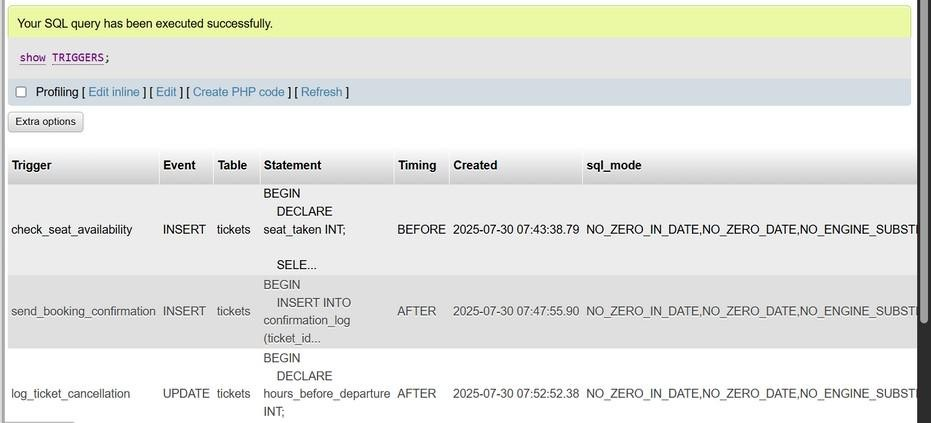 Your SQL query has been executed successfully.
show TRIGGERS;
Profiling [ Edit inline ] [ Edit ] [ Create PHP code ] [ Refresh ]
Extra options
Trigger Event Table Statement Timing Created sql_mode
BEGIN
DECLARE
check_seat_availability INSERT tickets seat_taken INT; BEFORE 2025-07-30 07:43:38.79 NO_ZERO_IN_DATE,NO_ZERO_DATE,NO_ENGINE_SUBSTI
SELE...
BEGIN
INSERT INTO
send_booking_confirmation INSERT tickets confirmation_log AFTER 2025-07-30 07:47:55.90 NO_ZERO_IN_DATE,NO_ZERO_DATE,NO_ENGINE_SUBSTI
(ticket_id...
BEGIN
DECLARE
log_ticket_cancellation UPDATE tickets hours_before_departure AFTER 2025-07-30 07:52:52.38 NO_ZERO_IN_DATE,NO_ZERO_DATE,NO_ENGINE_SUBSTI
INT;